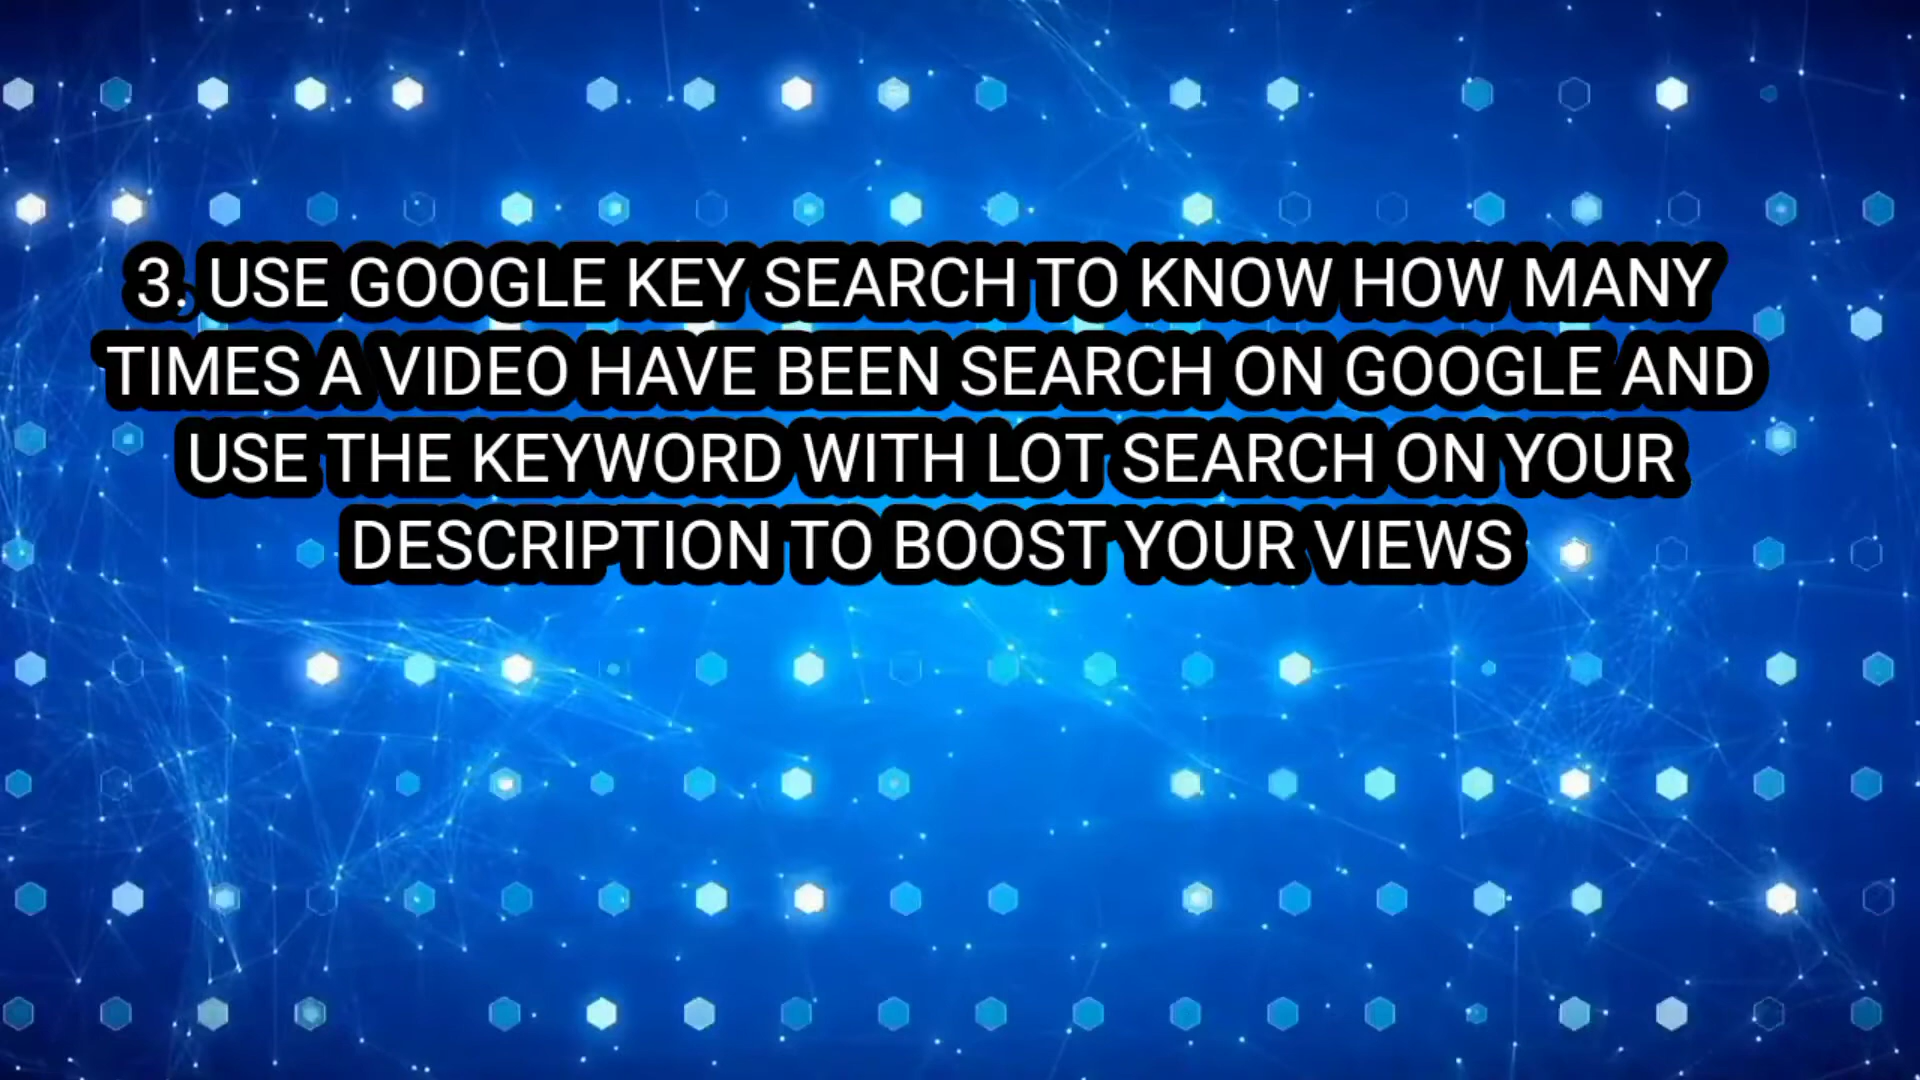 3. USE GOOGLE KEY SEARCH TO KNOW HOW MANY
TIMES A VIDEO HAVE BEEN SEARCH ON GOOGLE AND
USE THE KEYWORD WITH LOT SEARCH ON YOUR
DESCRIPTION TO BOOST YOUR VIEWS